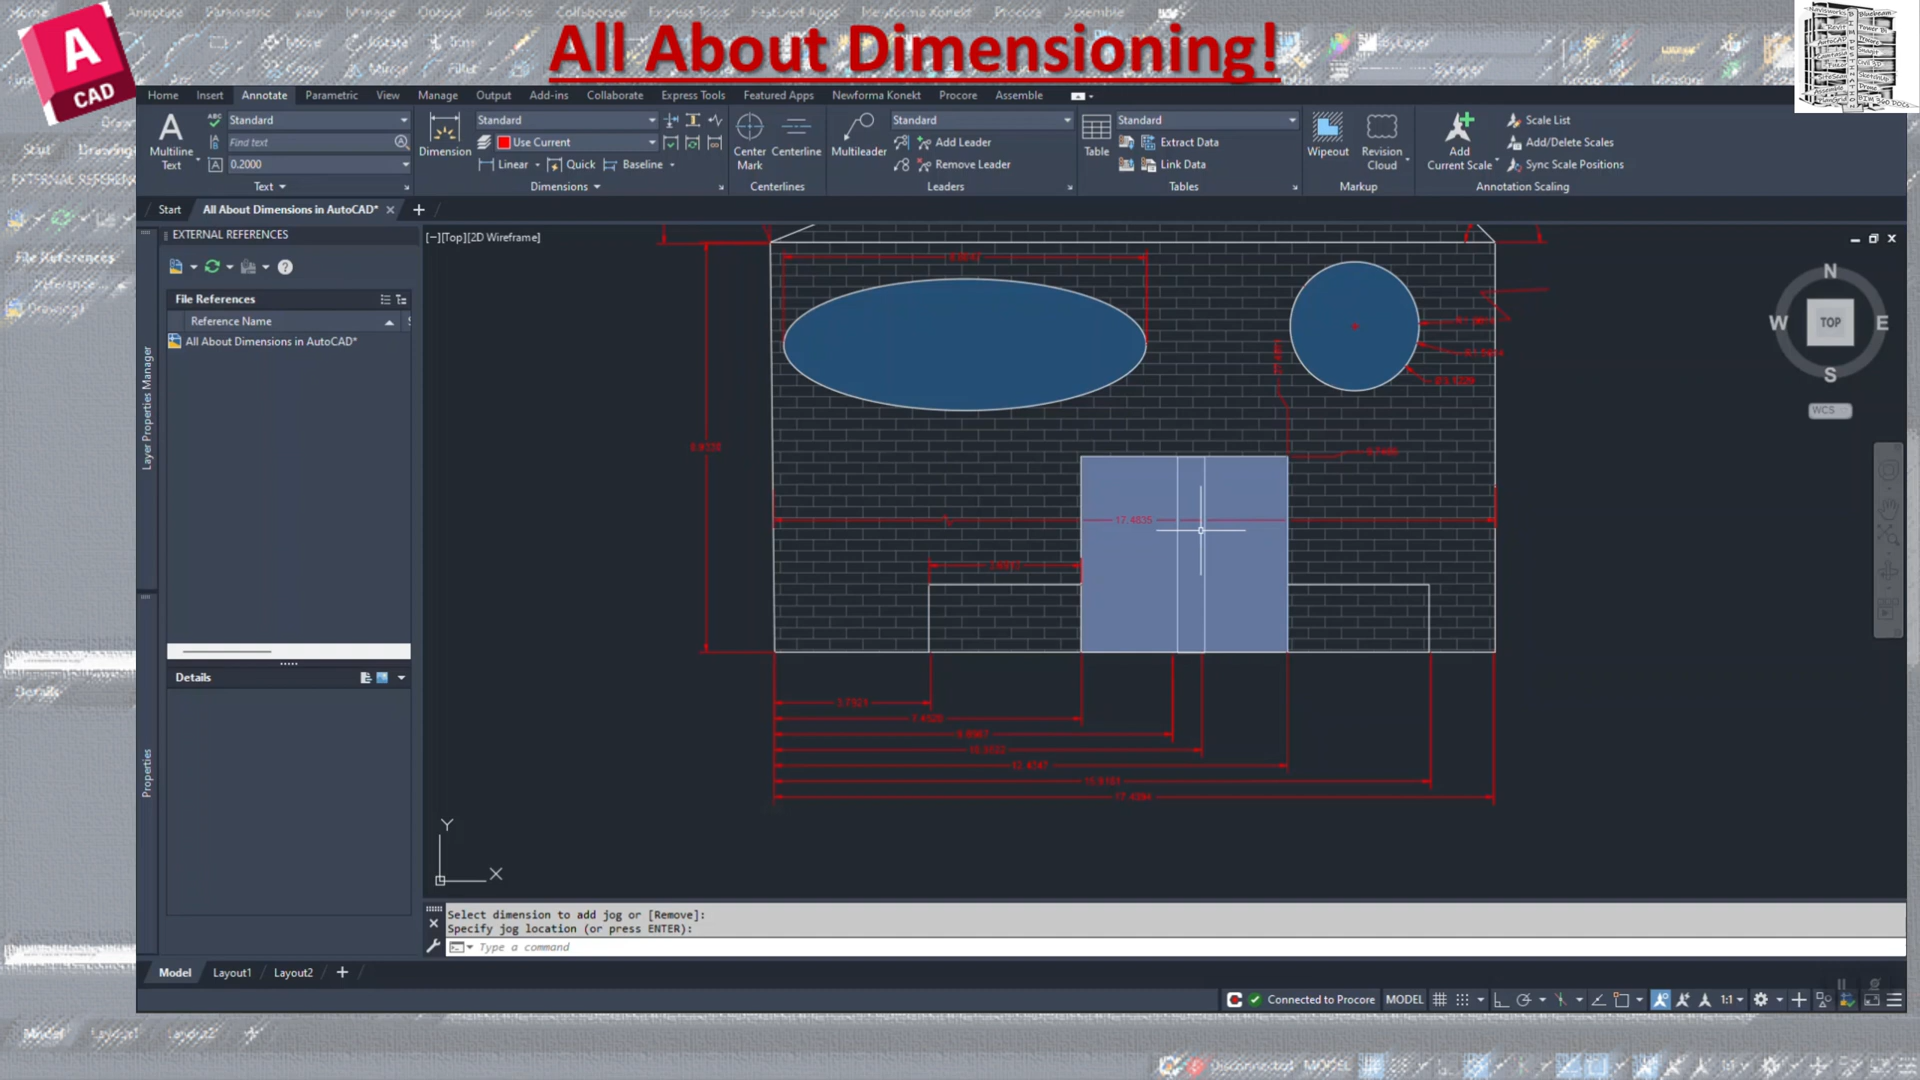 All About Dimensioning!
A
CAD
Home Insert Annotate Parametric View Manage Output Add-ins Collaborate Express Tools Featured Apps Newforma Konekt Procore Assemble
Multiline Text
Standard
Find text
0.2000
Text
Dimension
Standard
Use Current
Linear Quick Baseline
Dimensions
Center Mark
Centerline
Centerlines
Multileader
Standard
Add Leader
Remove Leader
Leaders
Table
Standard
Extract Data
Link Data
Tables
Wipeout
Revision Cloud
Markup
Add Current Scale
Scale List
Add/Delete Scales
Sync Scale Positions
Annotation Scaling
Start All About Dimensions in AutoCAD*
EXTERNAL REFERENCES
[−][Top][2D Wireframe]
File References
Reference Name
All About Dimensions in AutoCAD*
Layer Properties Manager
Details
Properties
N
W TOP E
S
WCS
17.4835
Y
X
Select dimension to add jog or [Remove]:
Specify jog location (or press ENTER):
Type a command
Model Layout1 Layout2
Connected to Procore MODEL 1:1